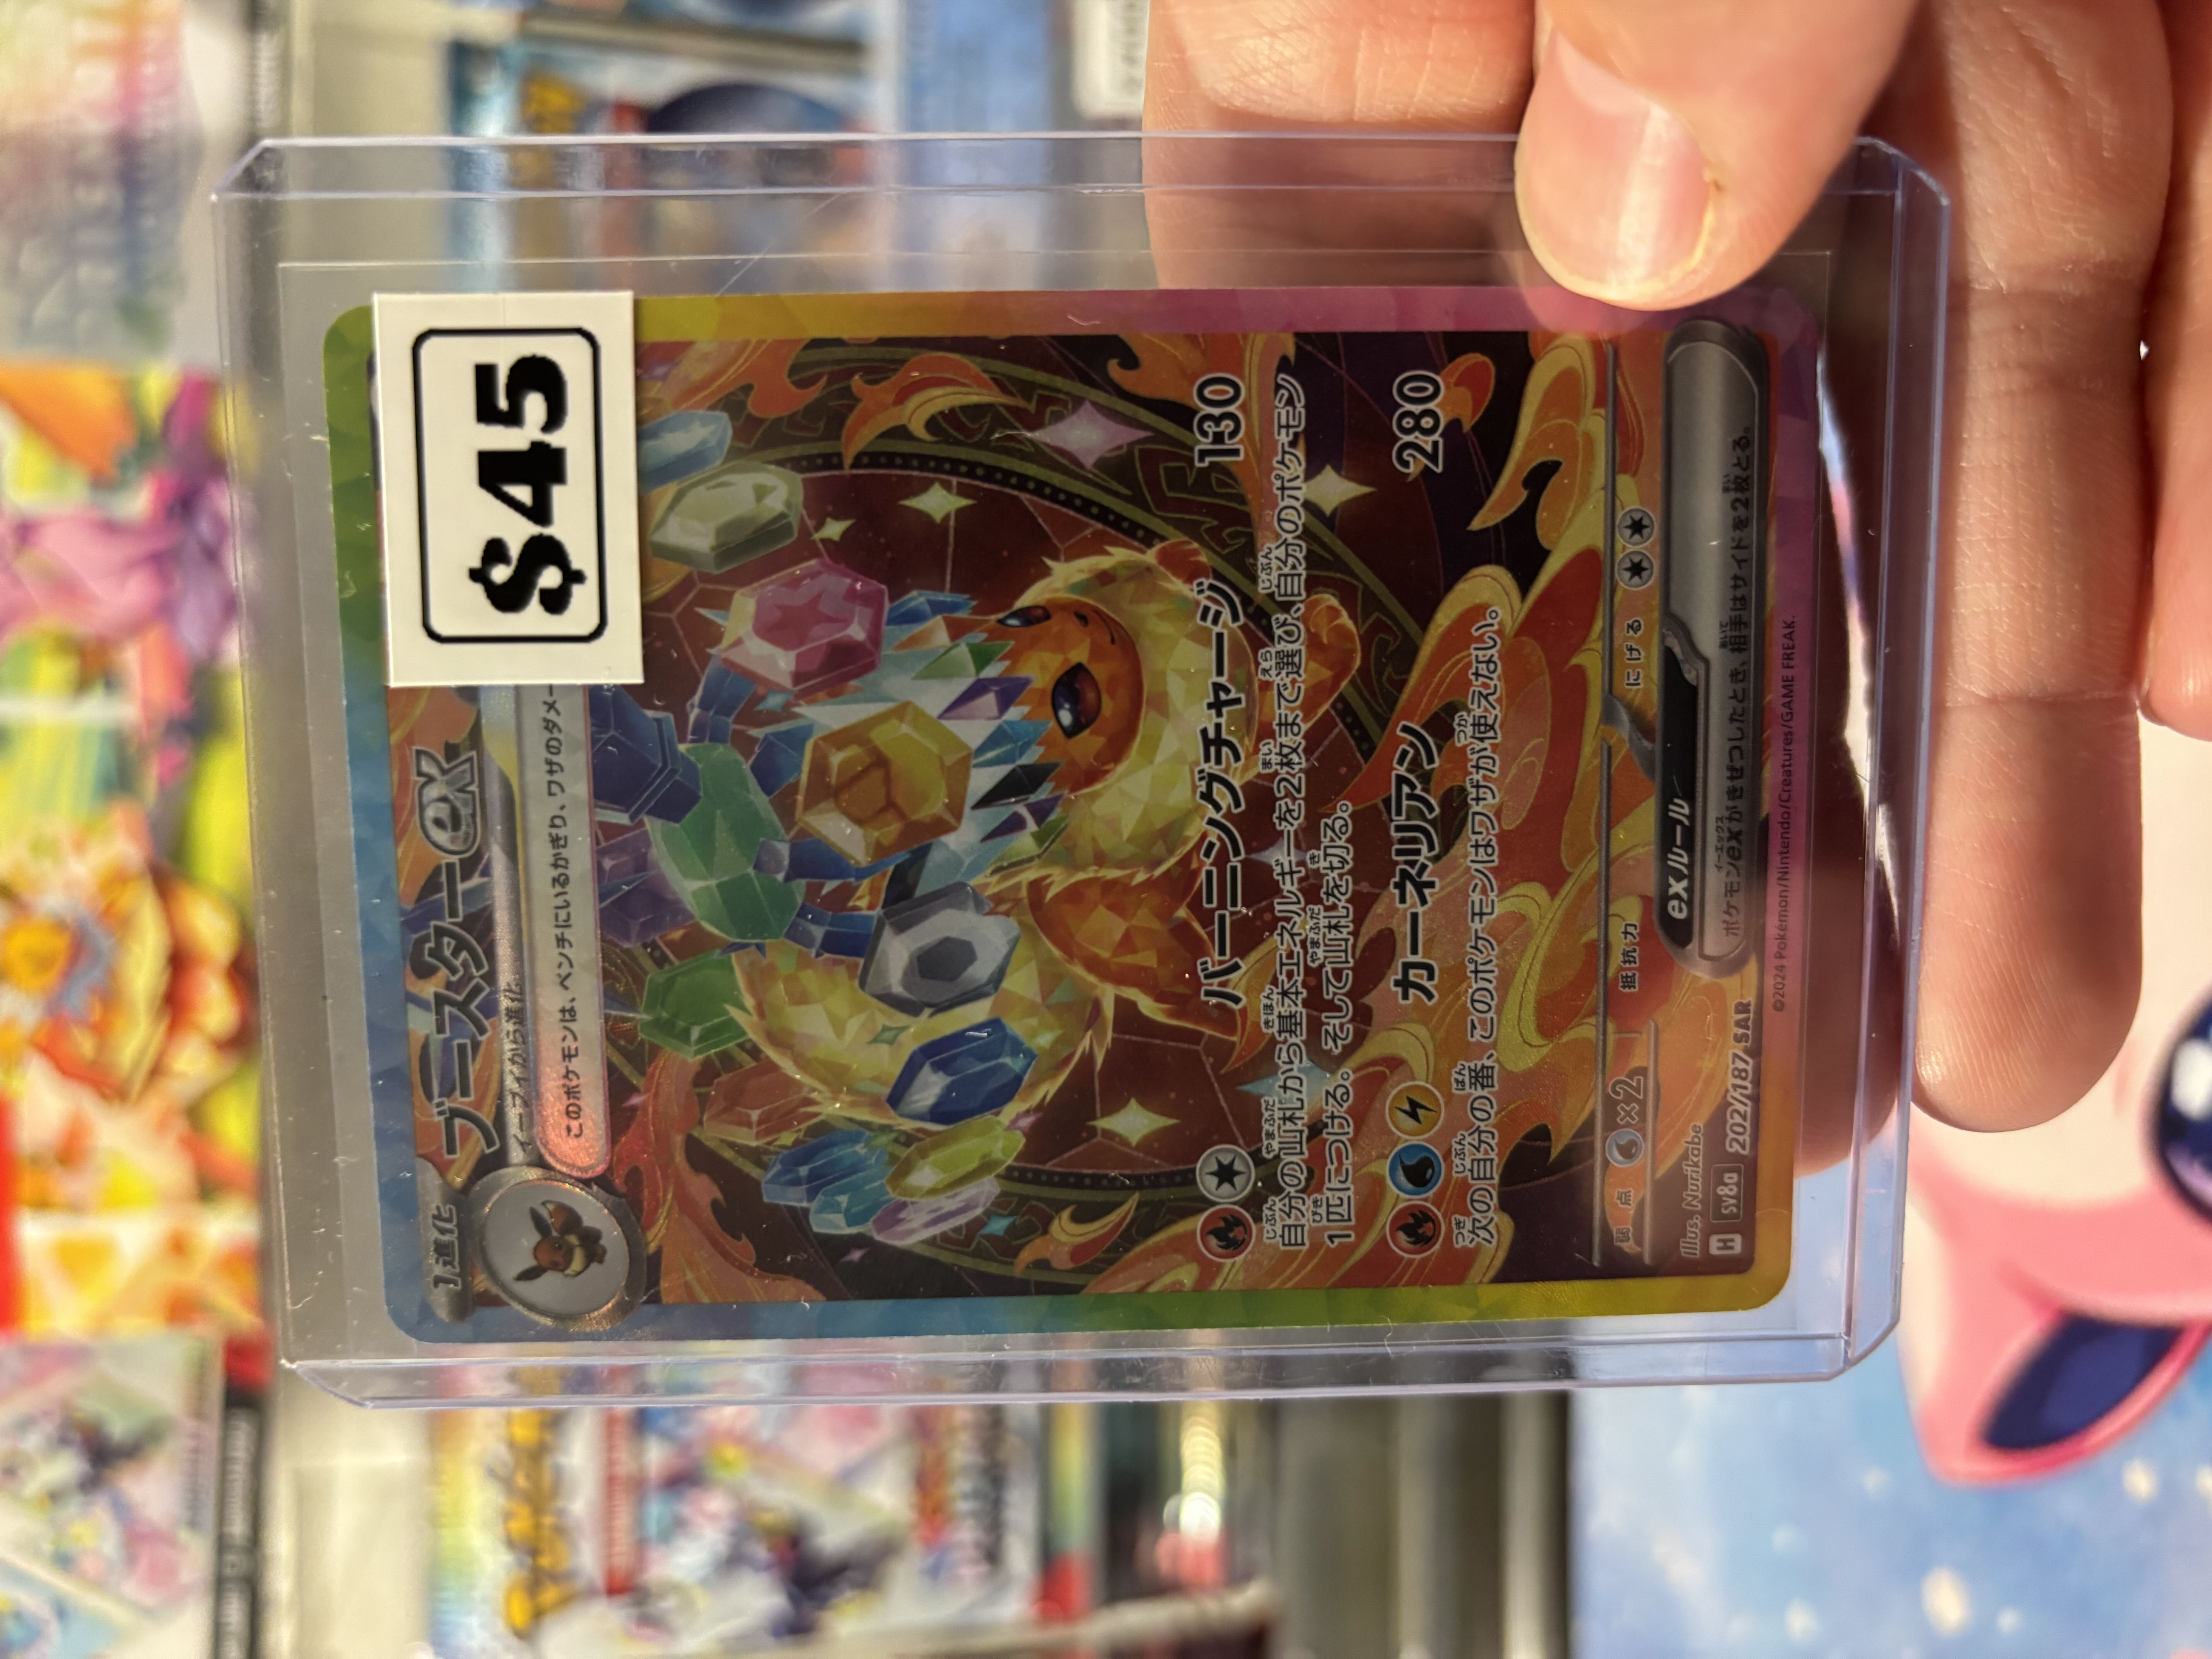 $45
1進化
ブースターex
イーブイから進化
このポケモンは、ベンチにいるかぎり、ワザのダメー
バーニングチャージ 130
自分の山札から基本エネルギーを2枚まで選び、自分のポケモン
1匹につける。そして山札を切る。
カーネリアン 280
次の自分の番、このポケモンはワザが使えない。
弱点 ×2 抵抗力 にげる
Illus. Nurikabe
H sv8a 202/187 SAR
exルール
ポケモンexがきぜつしたとき、相手はサイドを2枚とる。
©2024 Pokémon/Nintendo/Creatures/GAME FREAK.